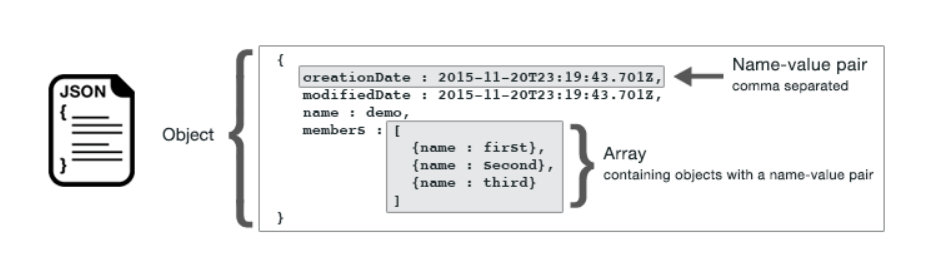 JSON
{
}
Object
{
creationDate : 2015-11-20T23:19:43.701Z,
modifiedDate : 2015-11-20T23:19:43.701Z,
name : demo,
members : [
{name : first},
{name : second},
{name : third}
]
}
Name-value pair
comma separated
Array
containing objects with a name-value pair